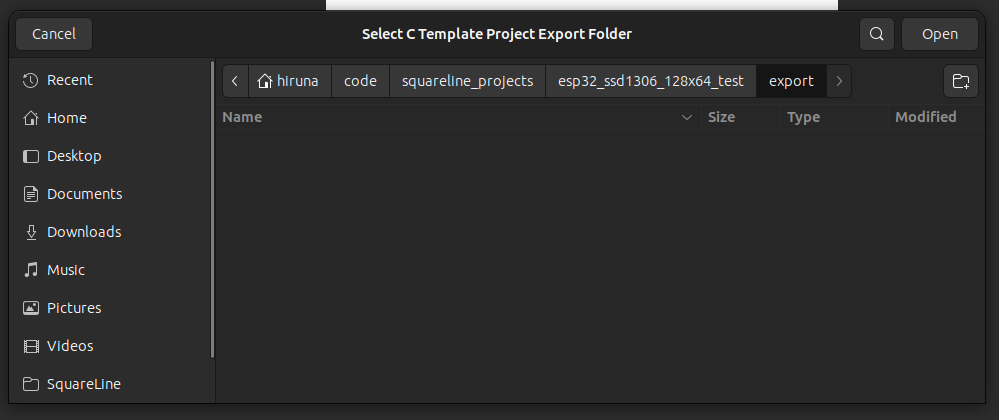 Cancel Select C Template Project Export Folder Open
Recent
Home
Desktop
Documents
Downloads
Music
Pictures
Videos
SquareLine
hiruna code squareline_projects esp32_ssd1306_128x64_test export
Name Size Type Modified